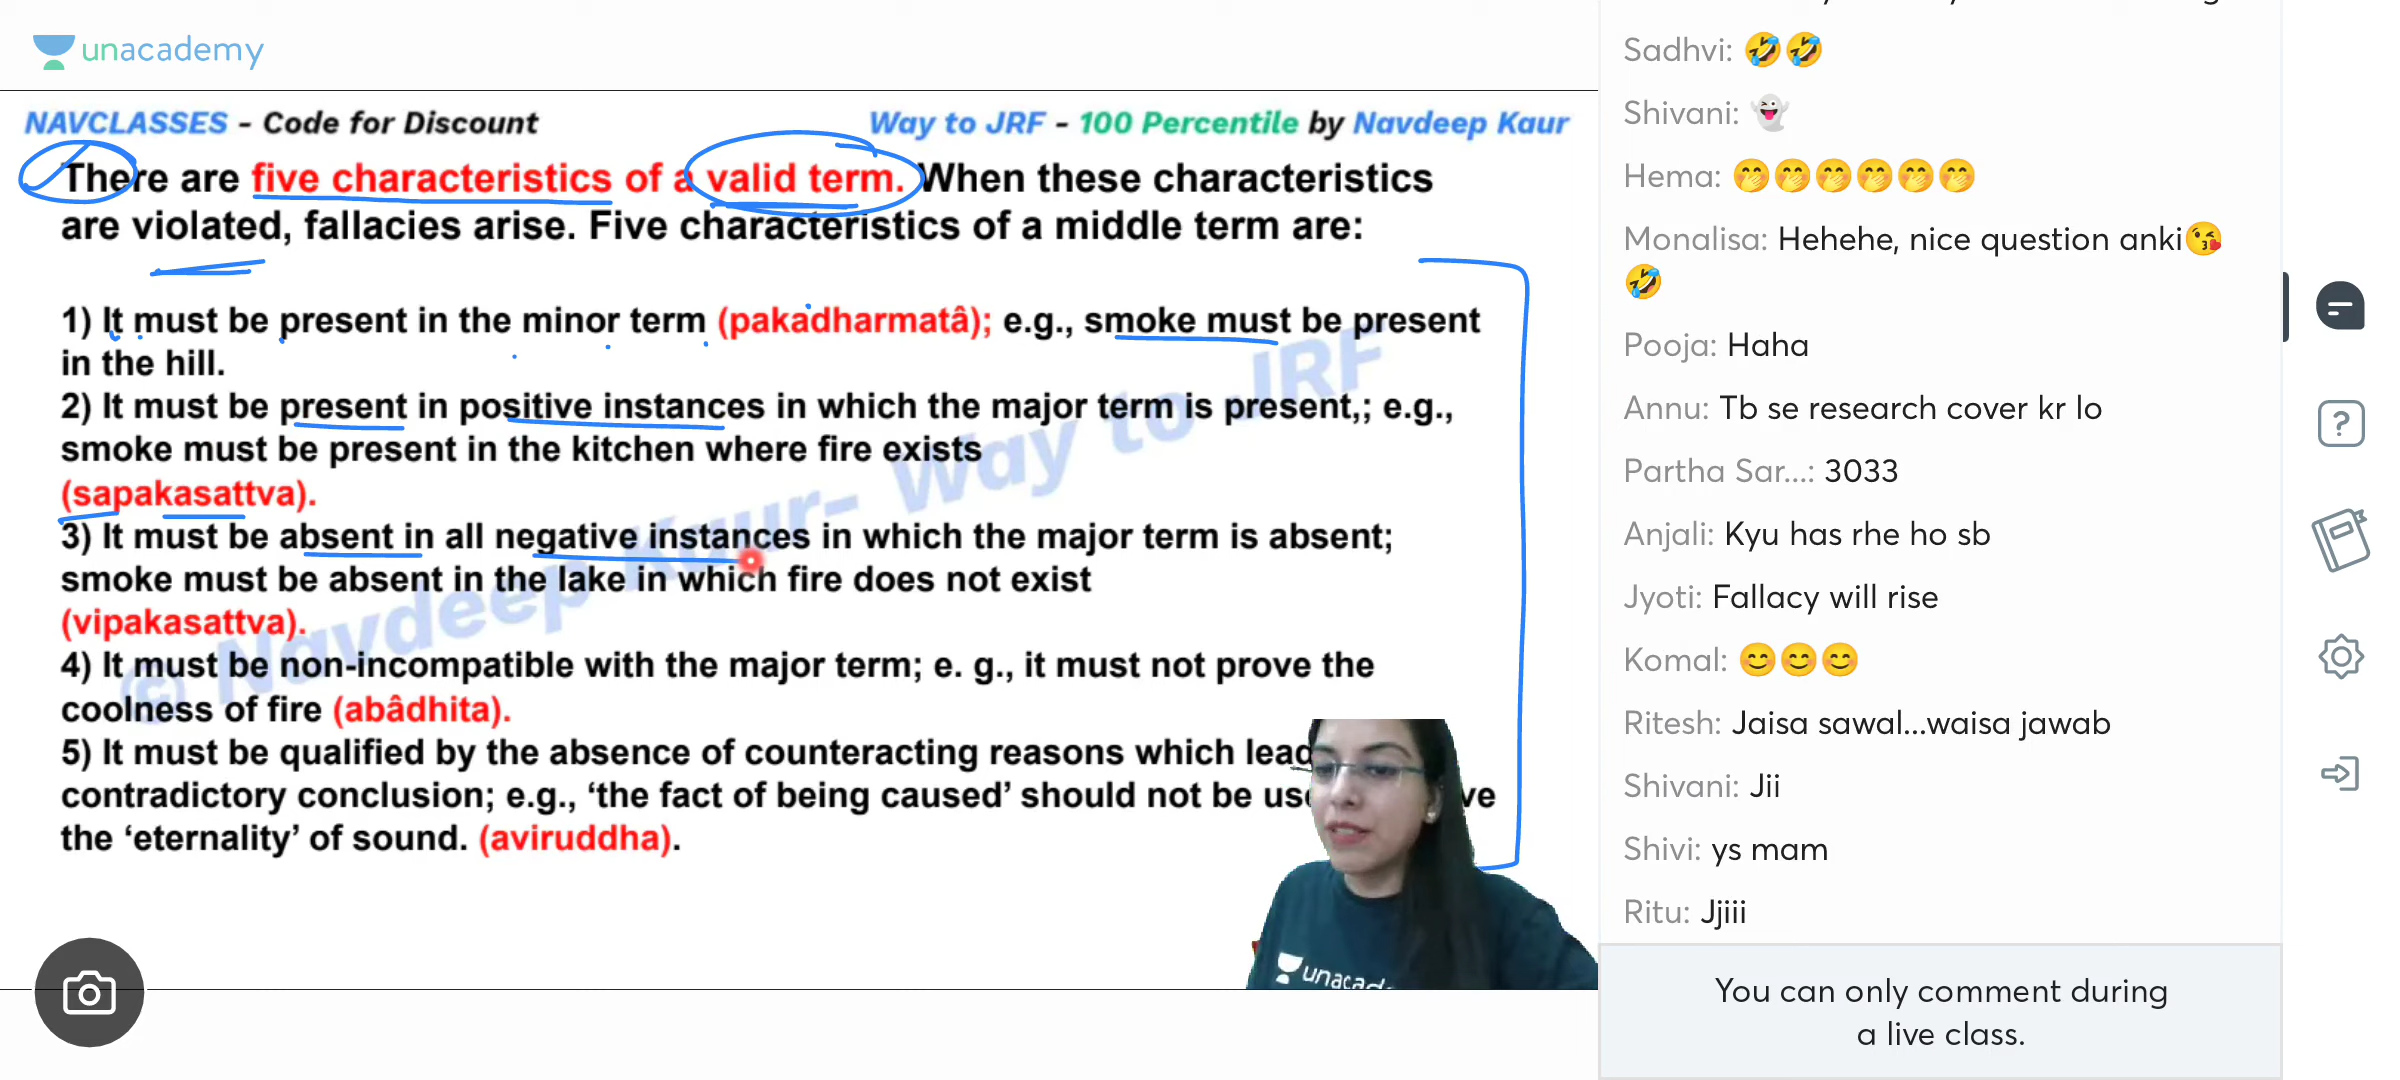 unacademy
NAVCLASSES - Code for Discount
Way to JRF - 100 Percentile by Navdeep Kaur
There are five characteristics of a valid term. When these characteristics
are violated, fallacies arise. Five characteristics of a middle term are:
1) It must be present in the minor term (pakadharmatâ); e.g., smoke must be present
in the hill.
2) It must be present in positive instances in which the major term is present,; e.g.,
smoke must be present in the kitchen where fire exists
(sapakasattva).
3) It must be absent in all negative instances in which the major term is absent;
smoke must be absent in the lake in which fire does not exist
(vipakasattva).
4) It must be non-incompatible with the major term; e. g., it must not prove the
coolness of fire (abâdhita).
5) It must be qualified by the absence of counteracting reasons which lead
contradictory conclusion; e.g., ‘the fact of being caused’ should not be
the ‘eternality’ of sound. (aviruddha).
© Navdeep Kaur- Way to JRF
Sadhvi: 🤣🤣
Shivani: 👻
Hema: 🤭🤭🤭🤭🤭🤭
Monalisa: Hehehe, nice question anki😘
🤣
Pooja: Haha
Annu: Tb se research cover kr lo
Partha Sar...: 3033
Anjali: Kyu has rhe ho sb
Jyoti: Fallacy will rise
Komal: 😊😊😊
Ritesh: Jaisa sawal...waisa jawab
Shivani: Jii
Shivi: ys mam
Ritu: Jjiii
You can only comment during
a live class.